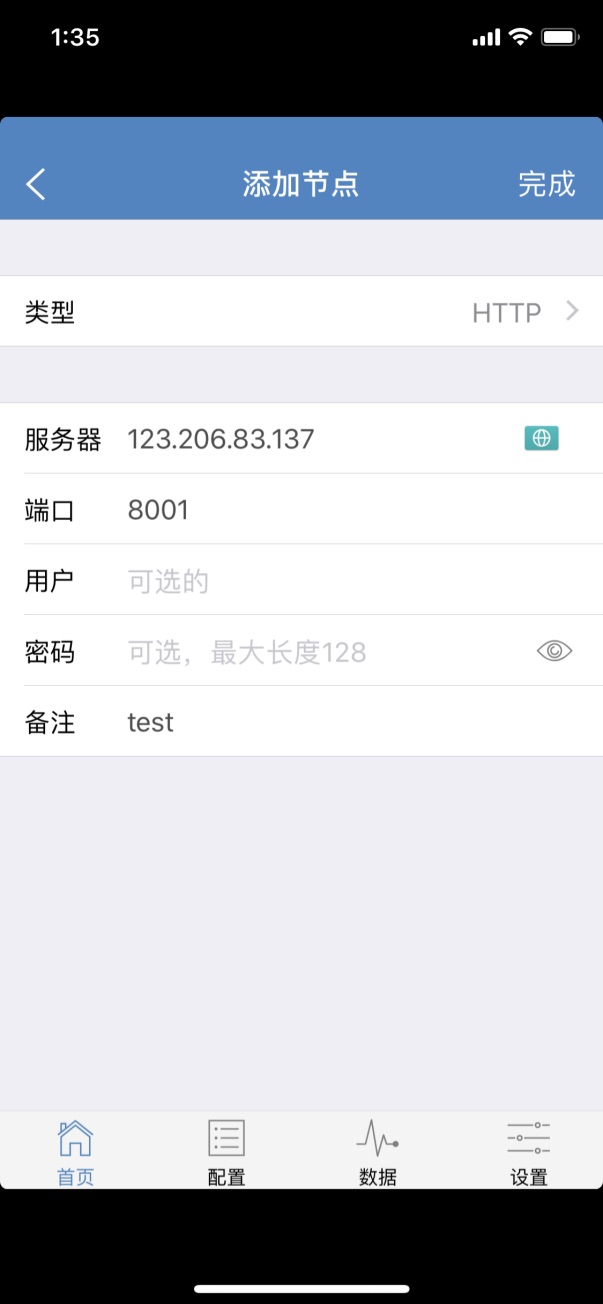 1:35
添加节点
完成
类型 HTTP
服务器 123.206.83.137
端口 8001
用户 可选的
密码 可选，最大长度128
备注 test
首页 配置 数据 设置